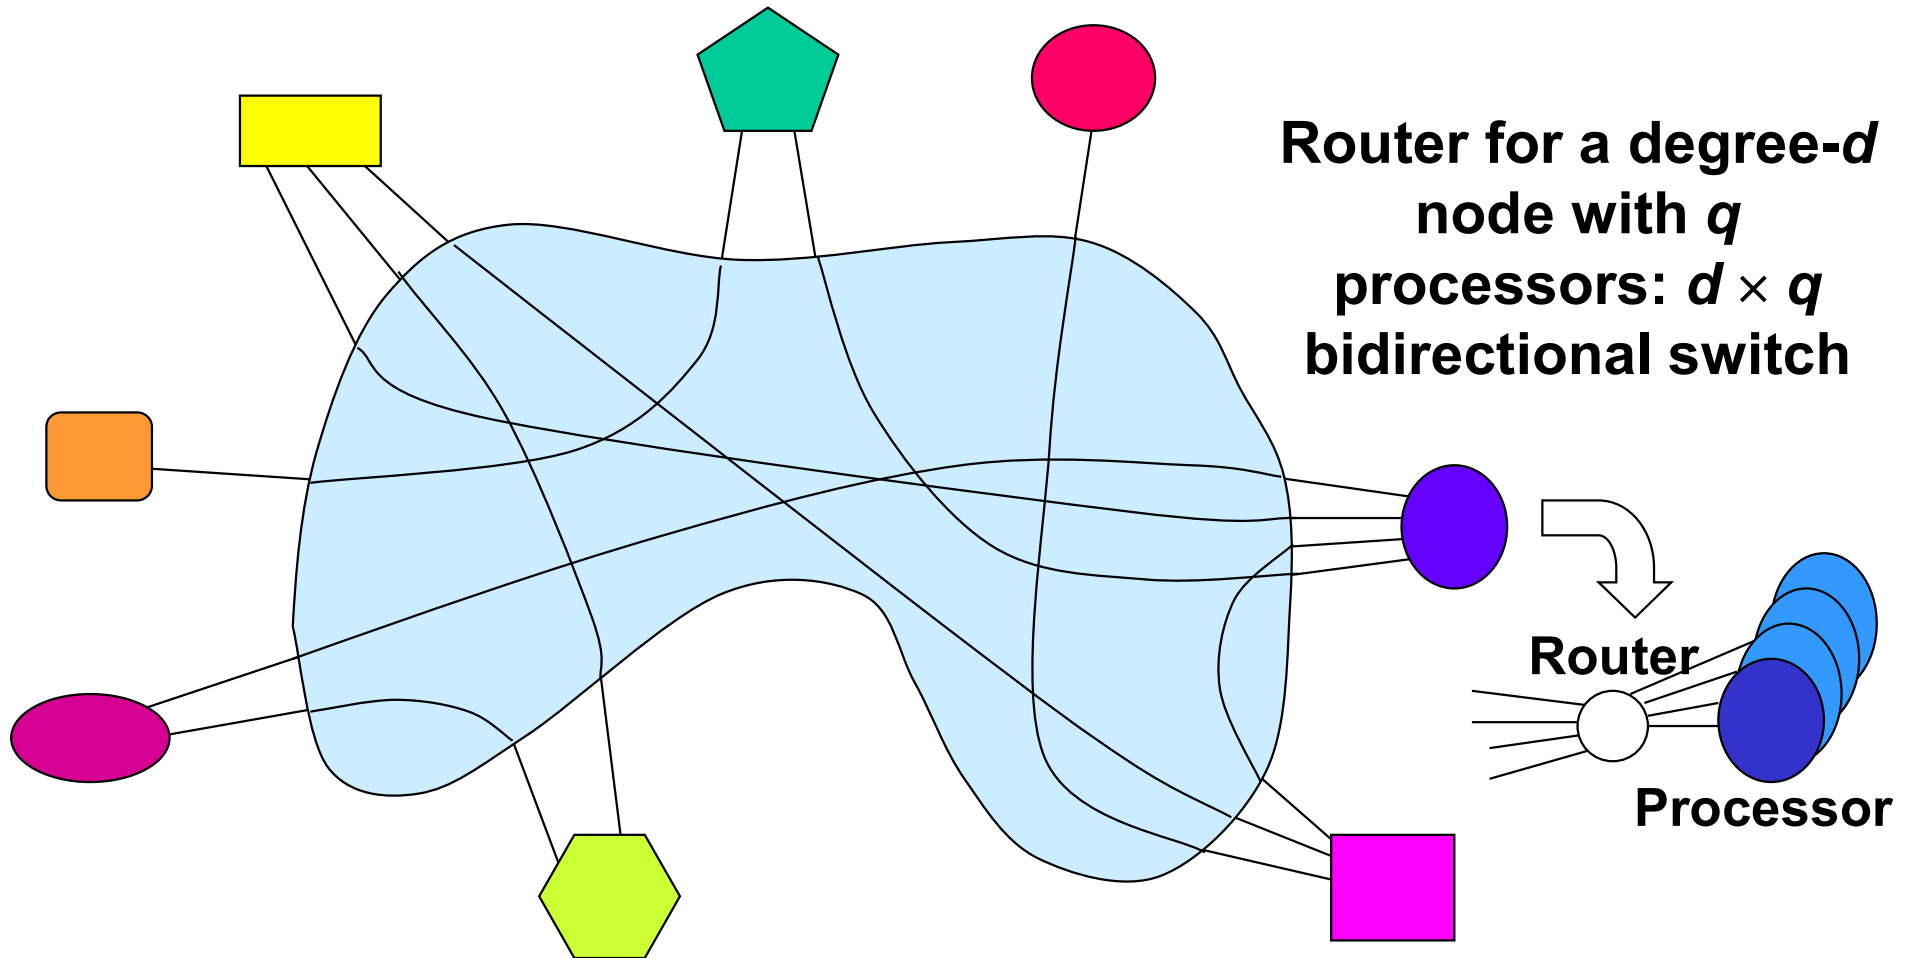 Router for a degree-d
node with q
processors: d × q
bidirectional switch
Router
Processor